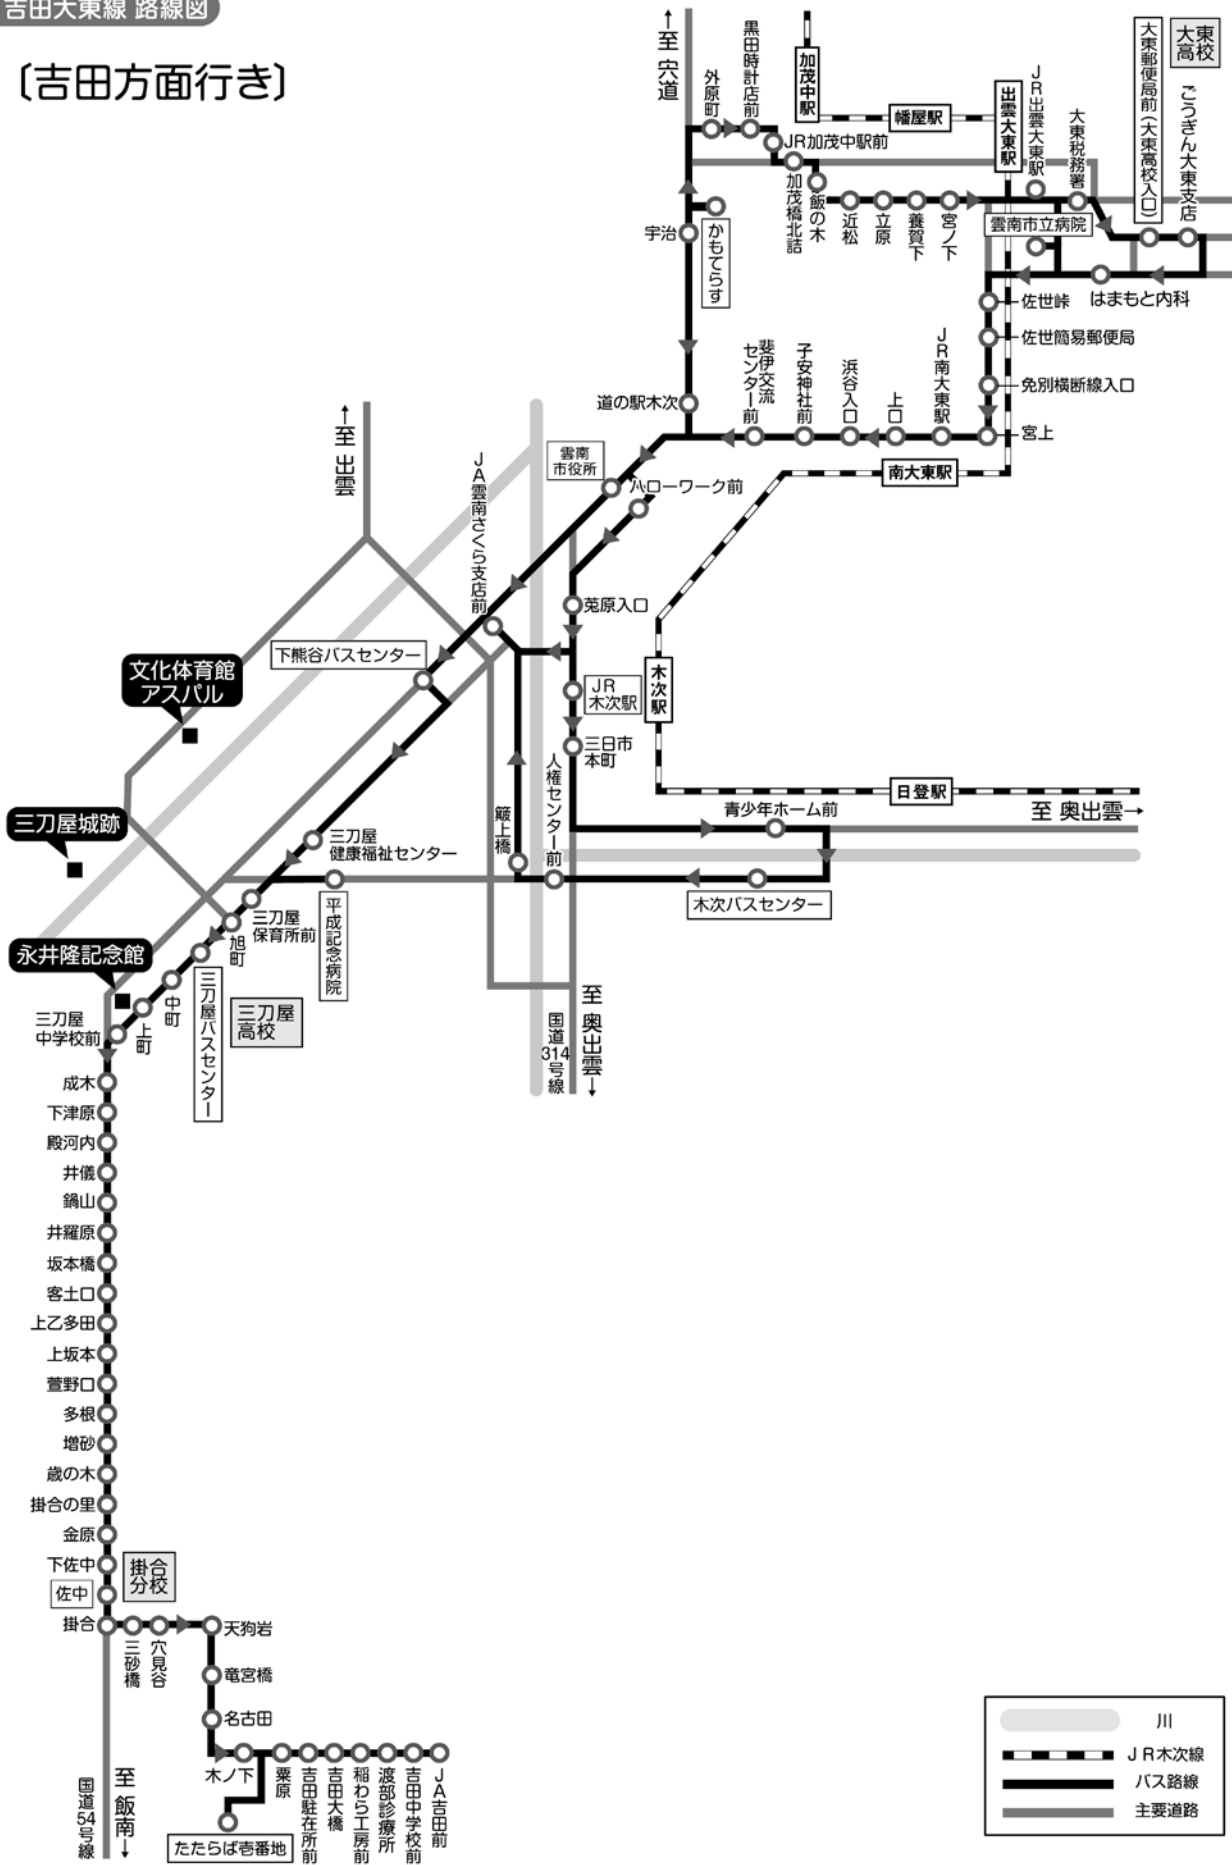 吉田大東線 路線図
〔吉田方面行き〕
↑至 宍道
外原町
黒田時計店前
JR加茂中駅前
加茂橋北詰
飯の木
近松
立原
養賀下
宮ノ下
加茂中駅
幡屋駅
出雲大東駅
JR出雲大東駅
大東税務署
大東郵便局前(大東高校入口)
ごうぎん大東支店
大東
高校
雲南市立病院
はまもと内科
佐世峠
佐世簡易郵便局
免別横断線入口
宮上
JR南大東駅
上口
浜谷入口
子安神社前
斐伊交流
センター前
南大東駅
宇治
かもてらす
道の駅木次
雲南
市役所
ハローワーク前
↑至 出雲
JA雲南さくら支店前
莵原入口
下熊谷バスセンター
JR
木次駅
木次駅
三日市
本町
日登駅
至 奥出雲→
青少年ホーム前
木次バスセンター
人権センター前
簸上橋
文化体育館
アスパル
三刀屋城跡
永井隆記念館
三刀屋
健康福祉センター
平成記念病院
三刀屋
保育所前
旭町
三刀屋バスセンター
三刀屋
高校
中町
上町
三刀屋
中学校前
国道314号線
至 奥出雲↓
成木
下津原
殿河内
井儀
鍋山
井羅原
坂本橋
客土口
上乙多田
上坂本
萱野口
多根
増砂
歳の木
掛合の里
金原
下佐中
掛合
分校
佐中
掛合
三砂橋
穴見谷
天狗岩
竜宮橋
名古田
木ノ下
たたらば壱番地
粟原
吉田駐在所前
吉田大橋
稲わら工房前
渡部診療所
吉田中学校前
JA吉田前
国道54号線
至 飯南↓
川
JR木次線
バス路線
主要道路